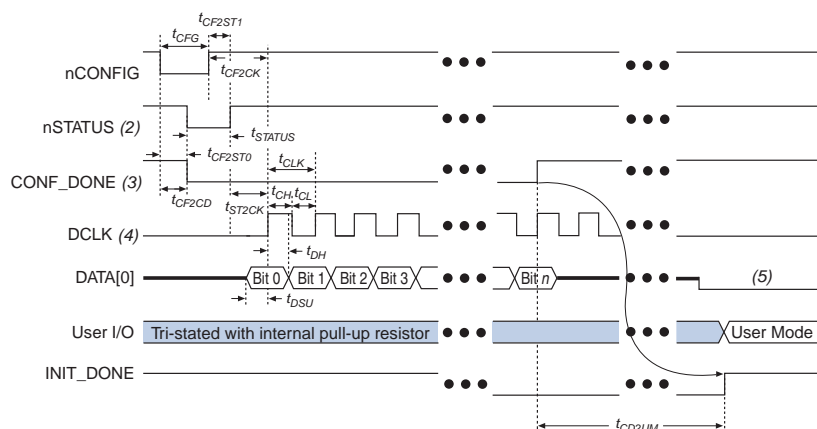 tCF2ST1
tCFG
nCONFIG
tCF2CK
nSTATUS (2)
tSTATUS
tCF2ST0
tCLK
CONF_DONE (3)
tCH tCL
tCF2CD
tST2CK
DCLK (4)
tDH
DATA[0]
Bit 0
Bit 1
Bit 2
Bit 3
Bit n
(5)
tDSU
User I/O
Tri-stated with internal pull-up resistor
User Mode
INIT_DONE
tCD2UM